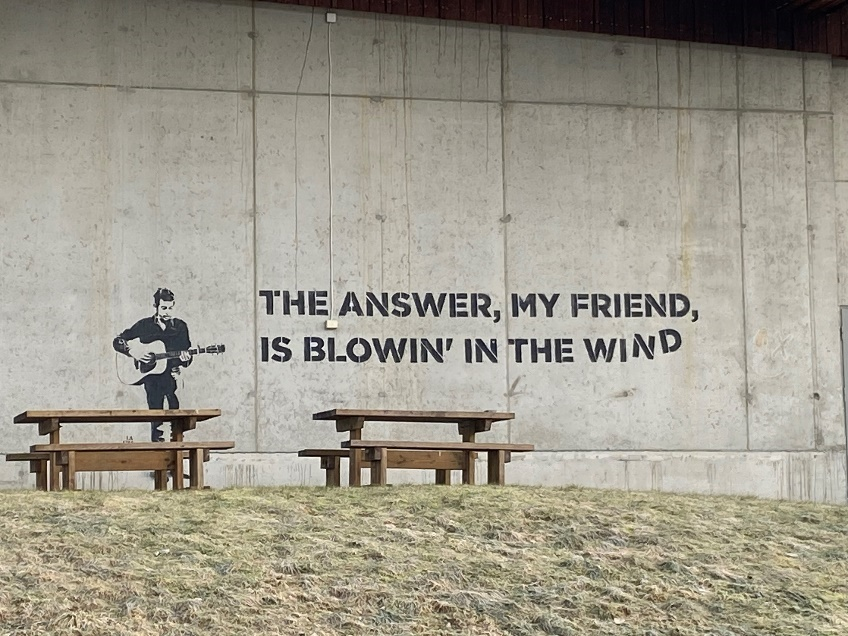 THE ANSWER, MY FRIEND,
IS BLOWIN' IN THE WIND